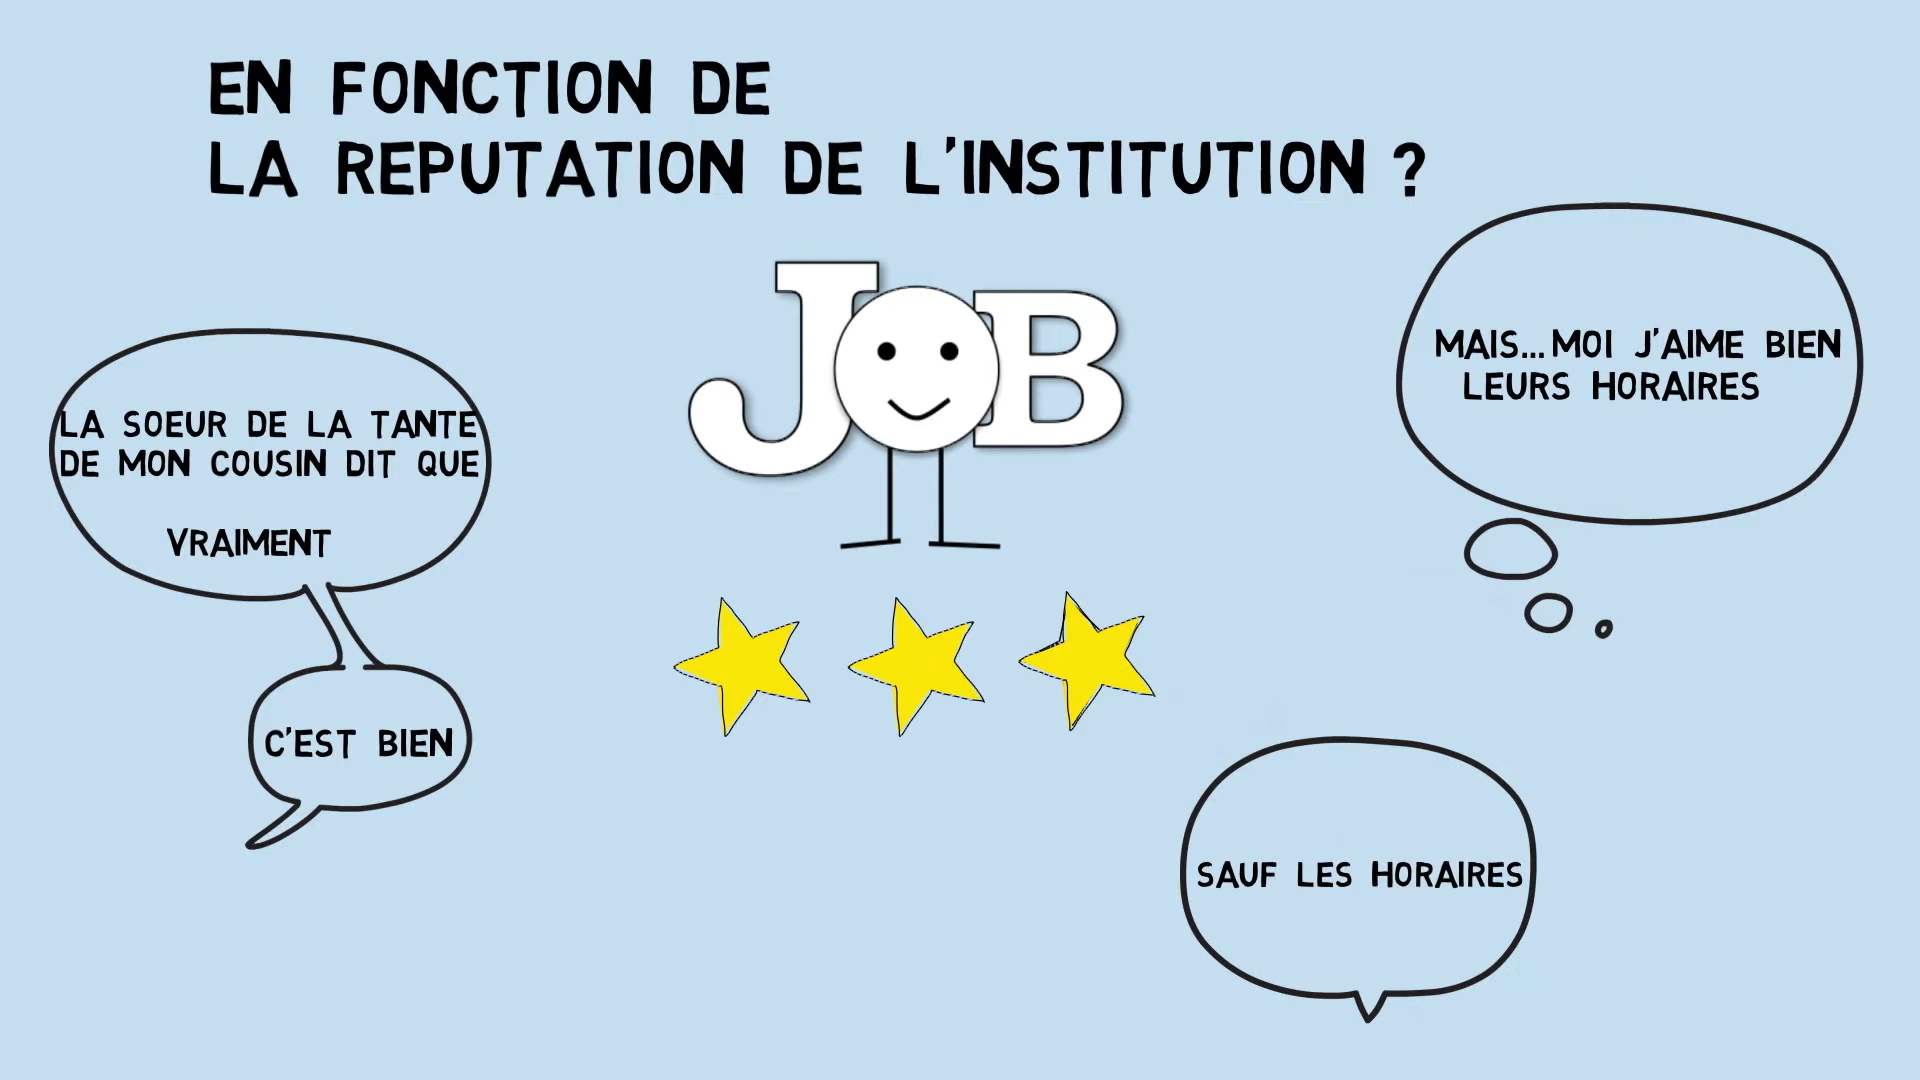 EN FONCTION DE
LA REPUTATION DE L'INSTITUTION ?
JOB
LA SOEUR DE LA TANTE
DE MON COUSIN DIT QUE
VRAIMENT
C'EST BIEN
MAIS...MOI J'AIME BIEN
LEURS HORAIRES
SAUF LES HORAIRES